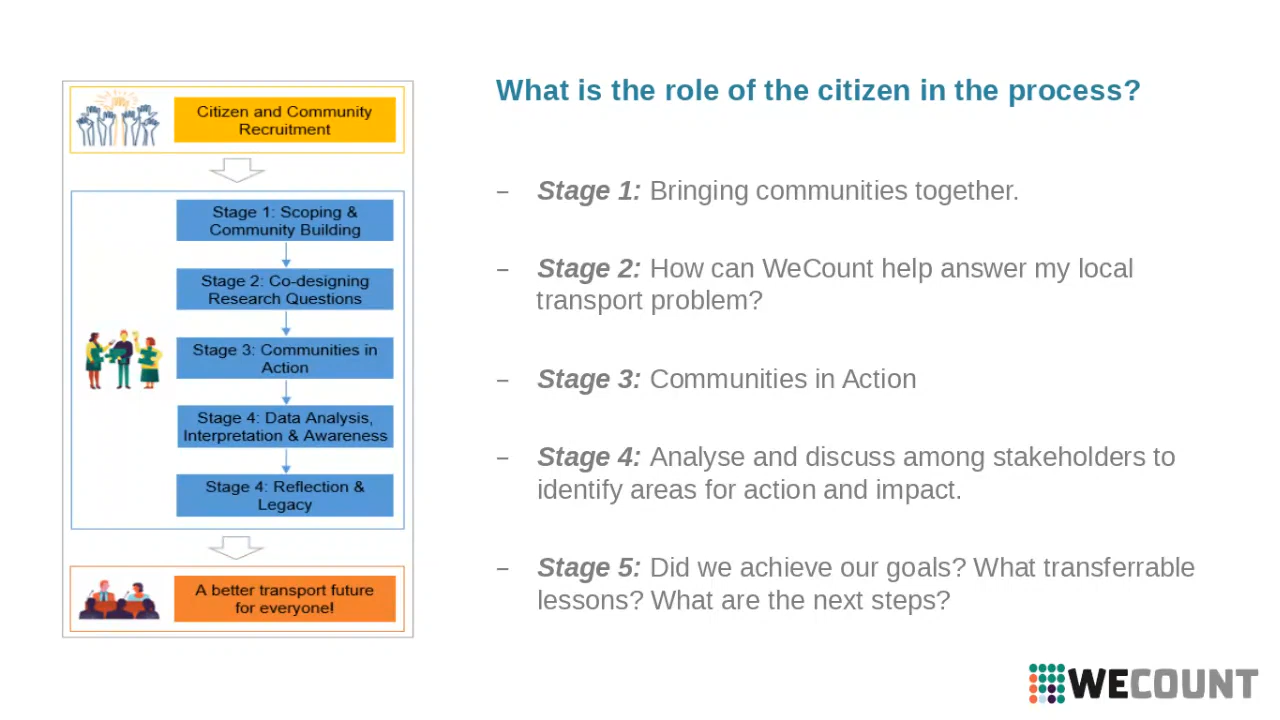 Citizen and Community
Recruitment
Stage 1: Scoping &
Community Building
Stage 2: Co-designing
Research Questions
Stage 3: Communities in
Action
Stage 4: Data Analysis,
Interpretation & Awareness
Stage 4: Reflection &
Legacy
A better transport future
for everyone!
What is the role of the citizen in the process?
– Stage 1: Bringing communities together.
– Stage 2: How can WeCount help answer my local
transport problem?
– Stage 3: Communities in Action
– Stage 4: Analyse and discuss among stakeholders to
identify areas for action and impact.
– Stage 5: Did we achieve our goals? What transferrable
lessons? What are the next steps?
WECOUNT